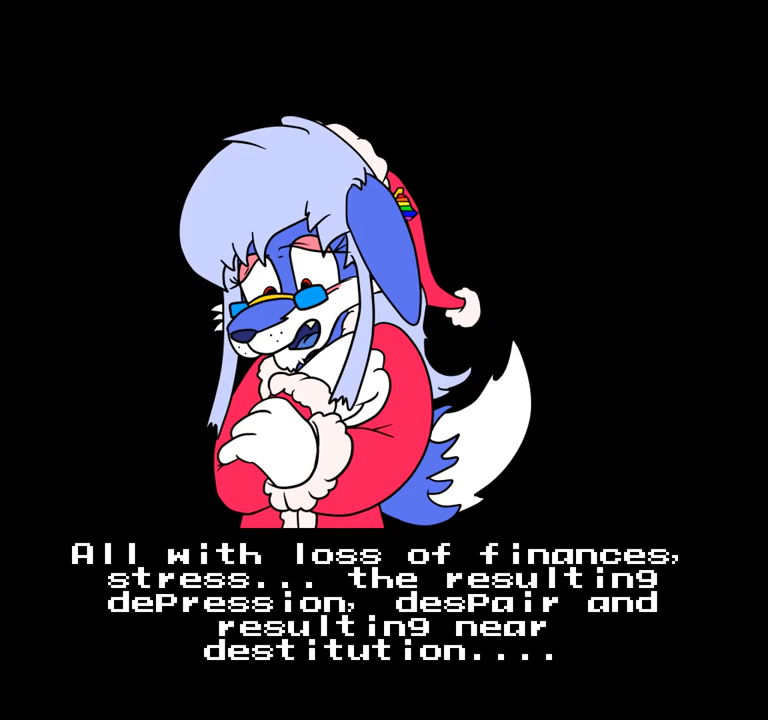 All with loss of finances,
stress... the resulting
depression, despair and
resulting near
destitution....